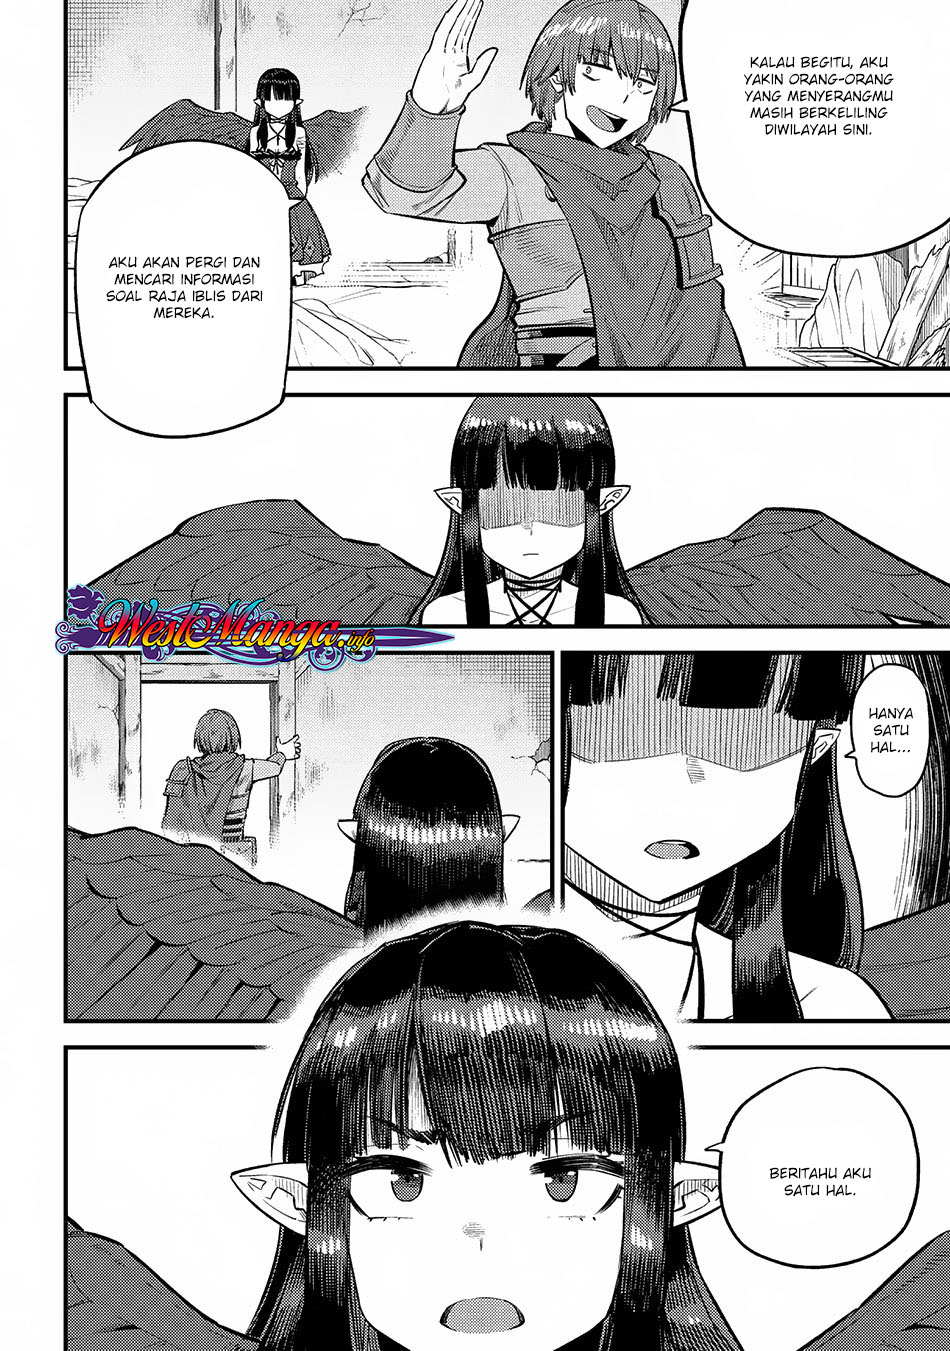 KALAU BEGITU, AKU
YAKIN ORANG-ORANG
YANG MENYERANGMU
MASIH BERKELILING
DIWILAYAH SINI.
AKU AKAN PERGI DAN
MENCARI INFORMASI
SOAL RAJA IBLIS DARI
MEREKA.
WestManga.info
HANYA
SATU
HAL...
BERITAHU AKU
SATU HAL.